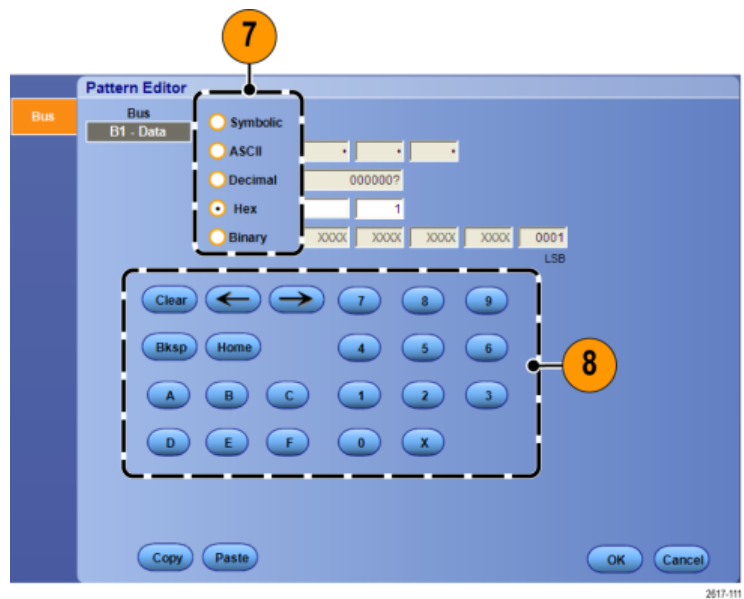 7
Pattern Editor
Bus
Bus
B1 - Data
Symbolic
ASCII
Decimal 000000?
Hex 1
Binary XXXX XXXX XXXX XXXX 0001
LSB
Clear ← → 7 8 9
Bksp Home 4 5 6
8
A B C 1 2 3
D E F 0 X
Copy Paste OK Cancel
2617-111